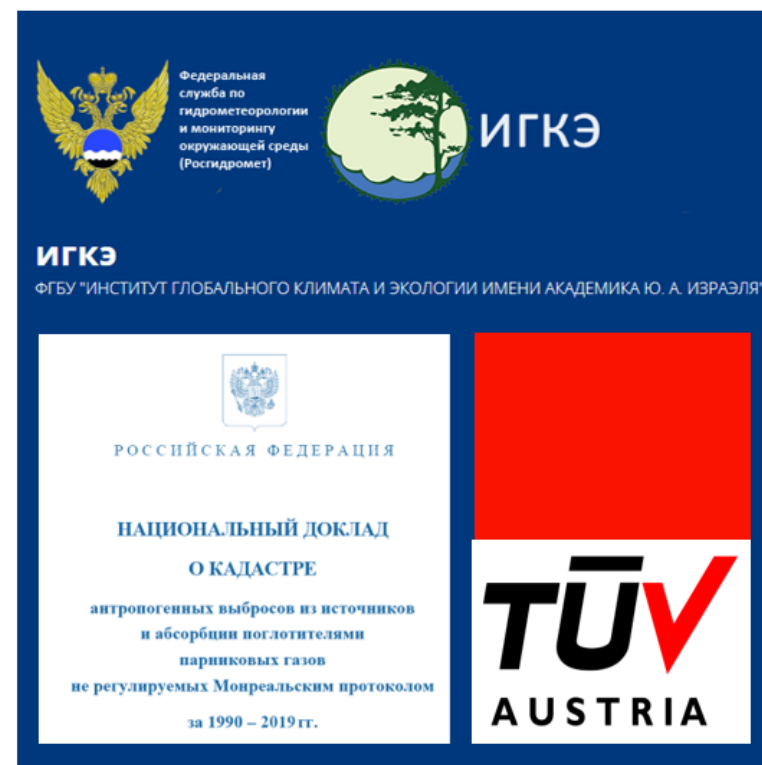 Федеральная
служба по
гидрометеорологии
и мониторингу
окружающей среды
(Росгидромет)
ИГКЭ
ИГКЭ
ФГБУ "ИНСТИТУТ ГЛОБАЛЬНОГО КЛИМАТА И ЭКОЛОГИИ ИМЕНИ АКАДЕМИКА Ю. А. ИЗРАЭЛЯ"
РОССИЙСКАЯ ФЕДЕРАЦИЯ
НАЦИОНАЛЬНЫЙ ДОКЛАД
О КАДАСТРЕ
антропогенных выбросов из источников
и абсорбции поглотителями
парниковых газов
не регулируемых Монреальским протоколом
за 1990 – 2019 гг.
TŪV
AUSTRIA